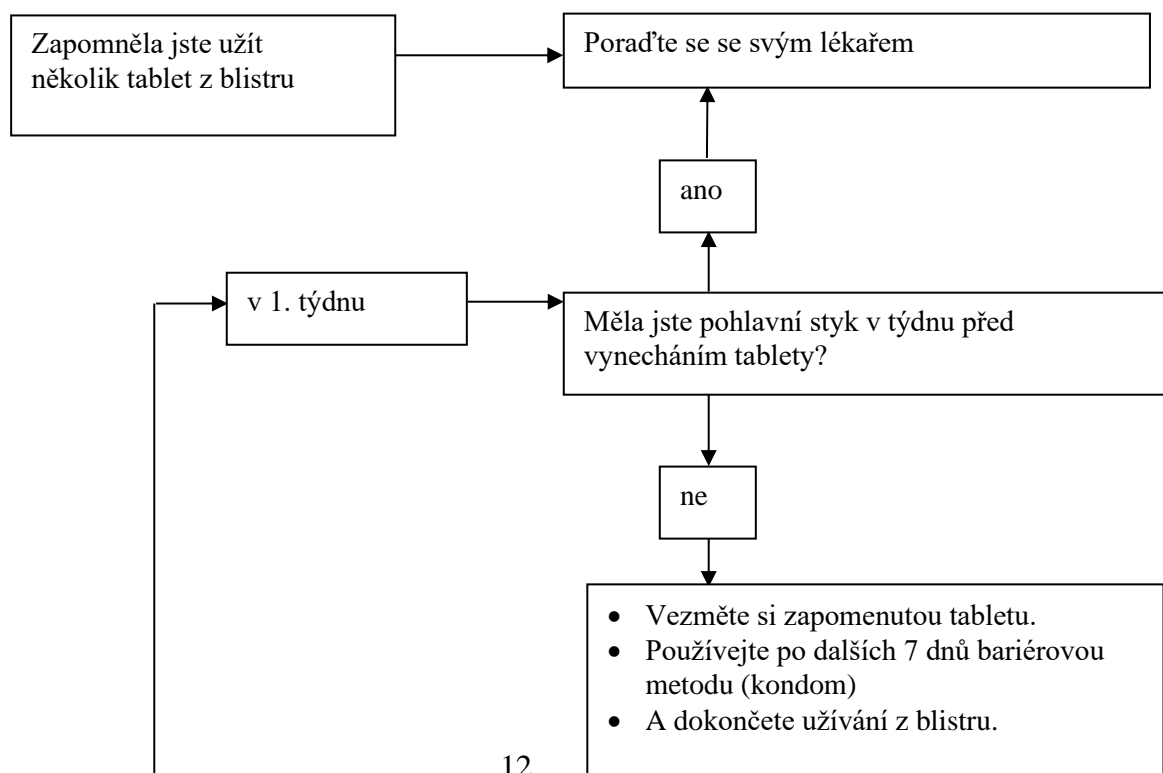 Zapomněla jste užít
několik tablet z blistru
Poraďte se se svým lékařem
ano
v 1. týdnu
Měla jste pohlavní styk v týdnu před
vynecháním tablety?
ne
• Vezměte si zapomenutou tabletu.
• Používejte po dalších 7 dnů bariérovou
metodu (kondom)
• A dokončete užívání z blistru.
12